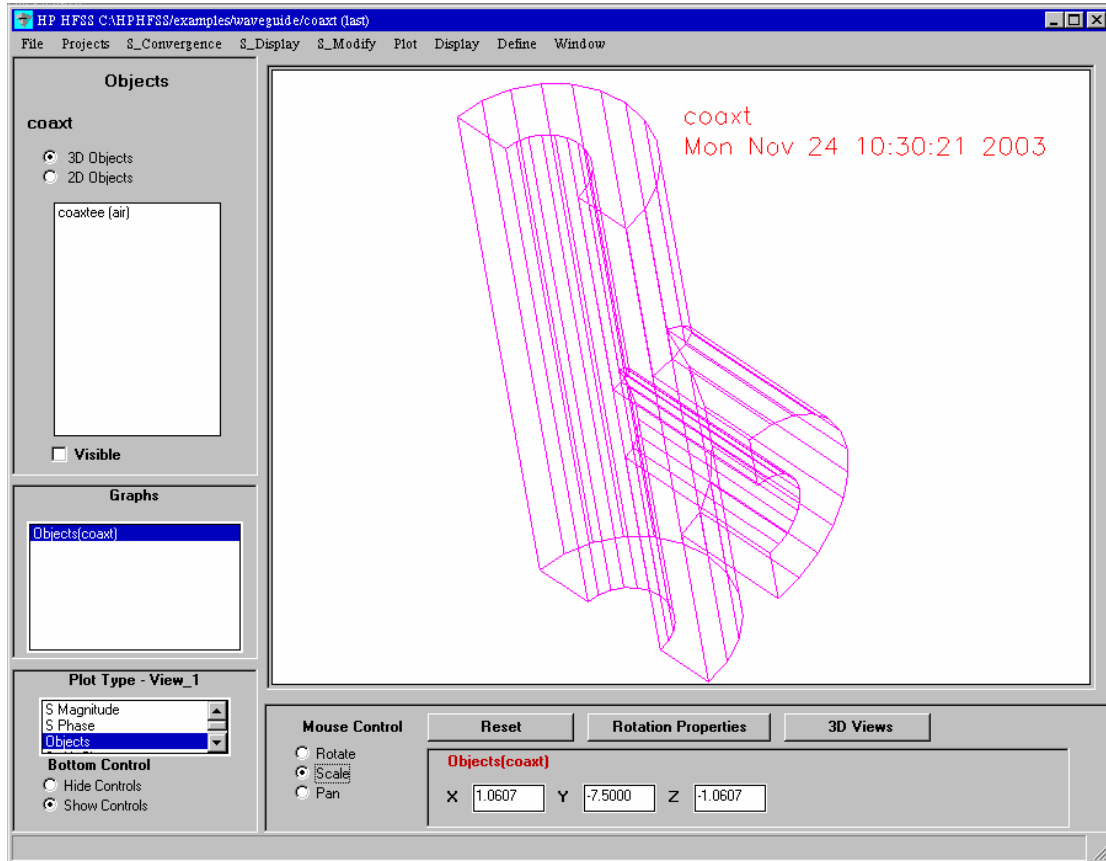 HP HFSS C:\HPHFSS/examples/waveguide/coaxt (last)
File Projects S_Convergence S_Display S_Modify Plot Display Define Window
Objects
coaxt
3D Objects
2D Objects
coaxtee (air)
Visible
Graphs
Objects(coaxt)
Plot Type - View_1
S Magnitude
S Phase
Objects
Bottom Control
Hide Controls
Show Controls
coaxt
Mon Nov 24 10:30:21 2003
Mouse Control
Rotate
Scale
Pan
Reset Rotation Properties 3D Views
Objects(coaxt)
X 1.0607 Y -7.5000 Z -1.0607